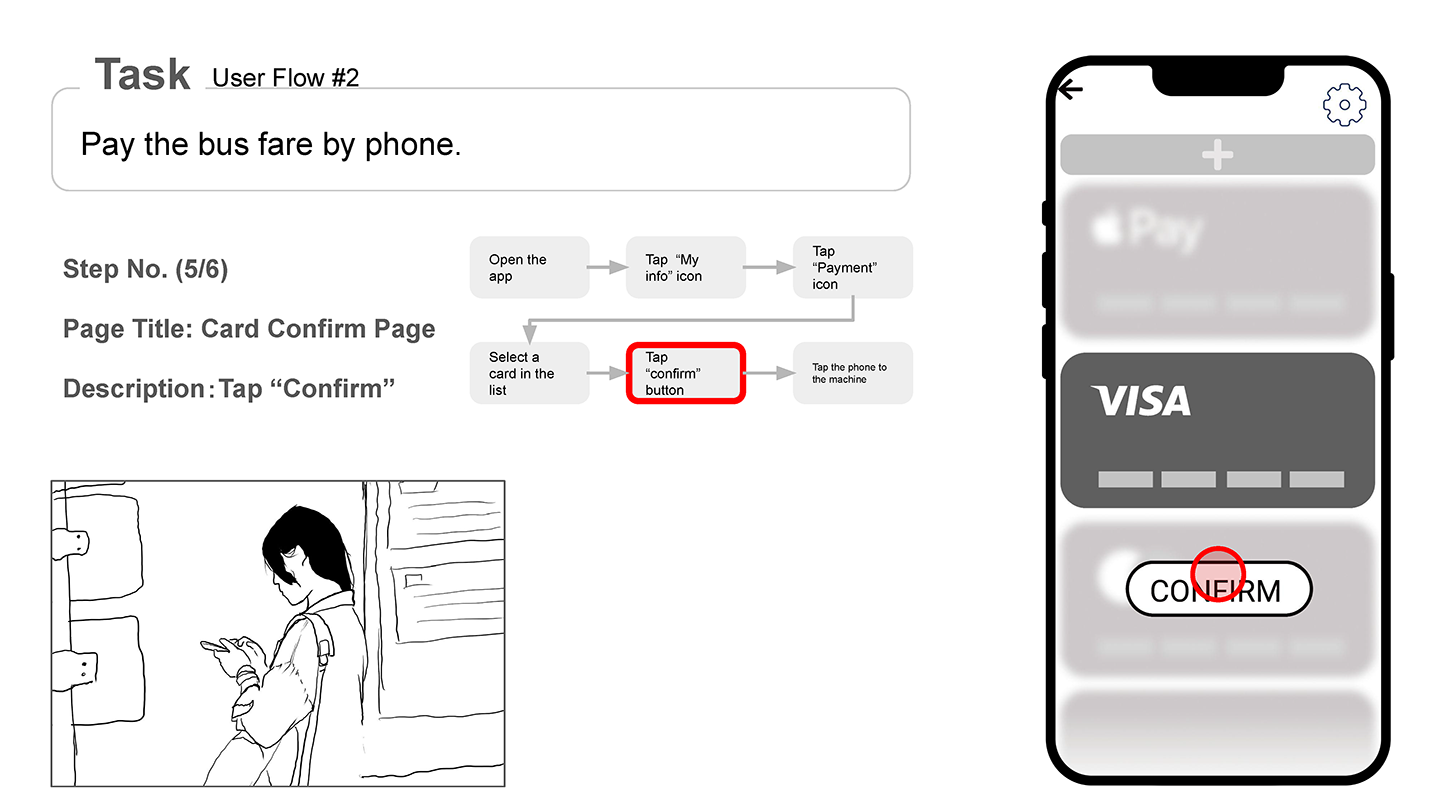 Task User Flow #2
Pay the bus fare by phone.
Step No. (5/6)
Page Title: Card Confirm Page
Description: Tap “Confirm”
Open the
app
Tap “My
info” icon
Tap
“Payment”
icon
Select a
card in the
list
Tap
“confirm”
button
Tap the phone to
the machine
Pay
VISA
CONFIRM